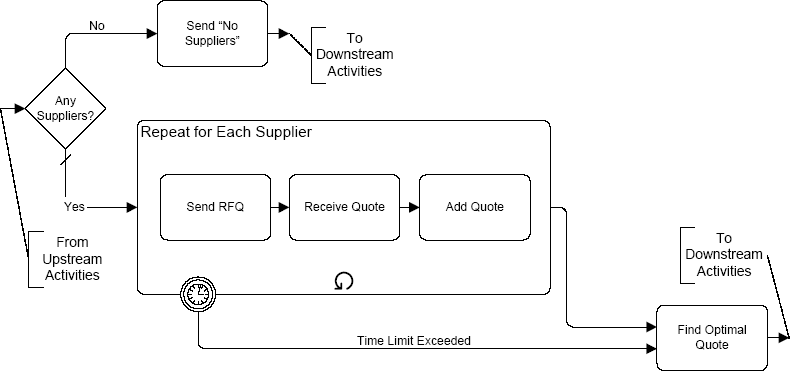 No
Send “No
Suppliers”
To
Downstream
Activities
Any
Suppliers?
Repeat for Each Supplier
Send RFQ
Receive Quote
Add Quote
Yes
From
Upstream
Activities
To
Downstream
Activities
Find Optimal
Quote
Time Limit Exceeded